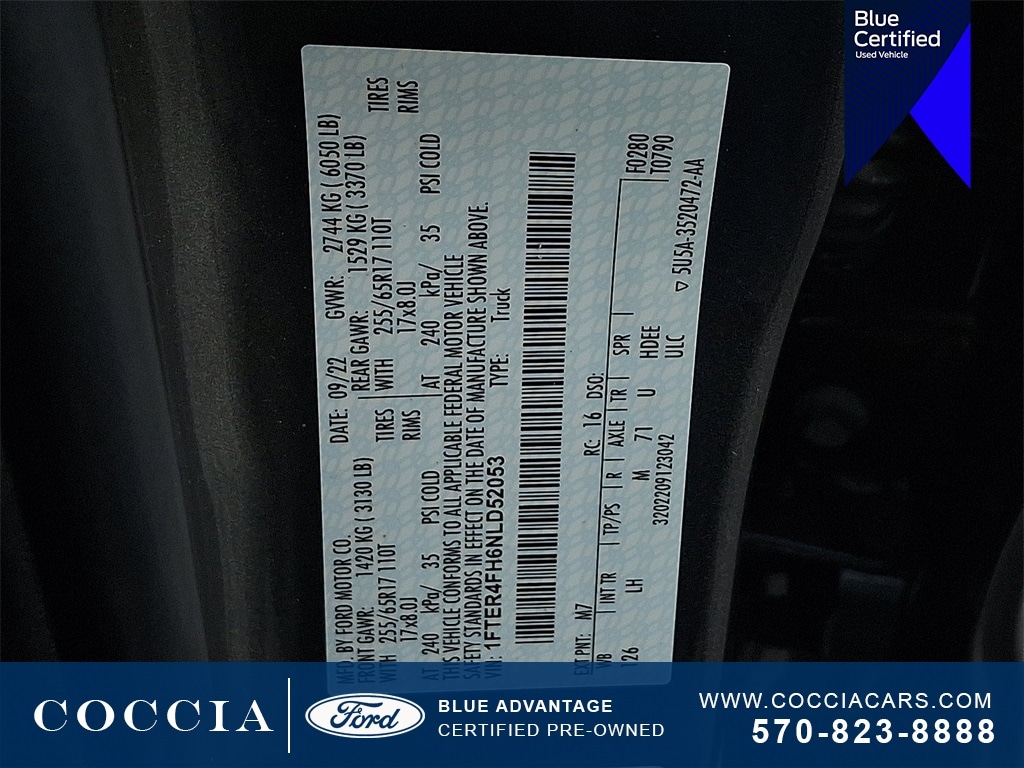 Blue
Certified
Used Vehicle
MFD. BY FORD MOTOR CO. DATE: 09/22 GVWR: 2744 KG ( 6050 LB)
FRONT GAWR: 1420 KG ( 3130 LB) REAR GAWR: 1529 KG ( 3370 LB)
WITH 255/65R17 110T TIRES WITH 255/65R17 110T TIRES
17x8.0J RIMS 17x8.0J RIMS
AT 240 kPa/ 35 PSI COLD AT 240 kPa/ 35 PSI COLD
THIS VEHICLE CONFORMS TO ALL APPLICABLE FEDERAL MOTOR VEHICLE
SAFETY STANDARDS IN EFFECT ON THE DATE OF MANUFACTURE SHOWN ABOVE.
VIN: 1FTER4FH6NLD52053 TYPE: Truck
EXT PNT: M7 RC: 16 DSO: F0280
WB | INT TR | TP/PS | R | AXLE | TR | SPR | T0790
126 LH M 71 U HDEE
3202209123042 ULC
▽ 5U5A-3520472-AA
COCCIA
Ford
BLUE ADVANTAGE
CERTIFIED PRE-OWNED
WWW.COCCIACARS.COM
570-823-8888